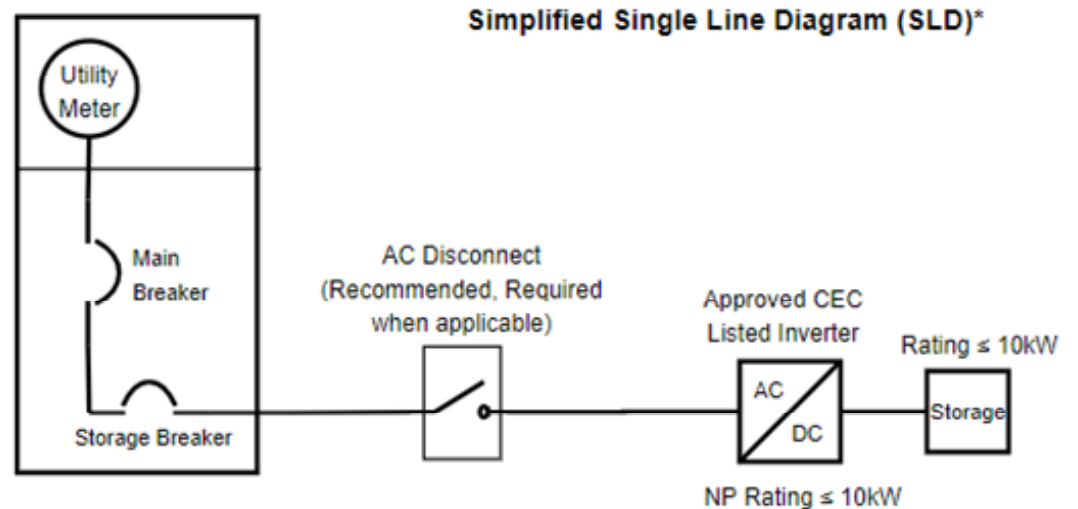 Simplified Single Line Diagram (SLD)*
Utility
Meter
Main
Breaker
Storage Breaker
AC Disconnect
(Recommended, Required
when applicable)
Approved CEC
Listed Inverter
AC
DC
NP Rating ≤ 10kW
Rating ≤ 10kW
Storage